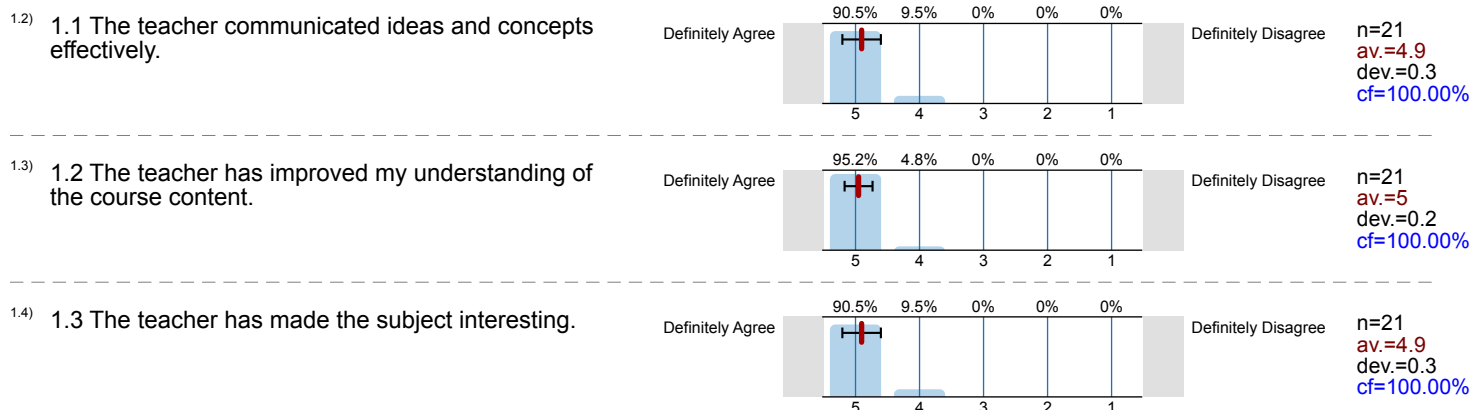 1.2) 1.1 The teacher communicated ideas and concepts
effectively.
90.5% 9.5% 0% 0% 0%
Definitely Agree
Definitely Disagree
5 4 3 2 1
n=21
av.=4.9
dev.=0.3
cf=100.00%
1.3) 1.2 The teacher has improved my understanding of
the course content.
95.2% 4.8% 0% 0% 0%
Definitely Agree
Definitely Disagree
5 4 3 2 1
n=21
av.=5
dev.=0.2
cf=100.00%
1.4) 1.3 The teacher has made the subject interesting.
90.5% 9.5% 0% 0% 0%
Definitely Agree
Definitely Disagree
5 4 3 2 1
n=21
av.=4.9
dev.=0.3
cf=100.00%